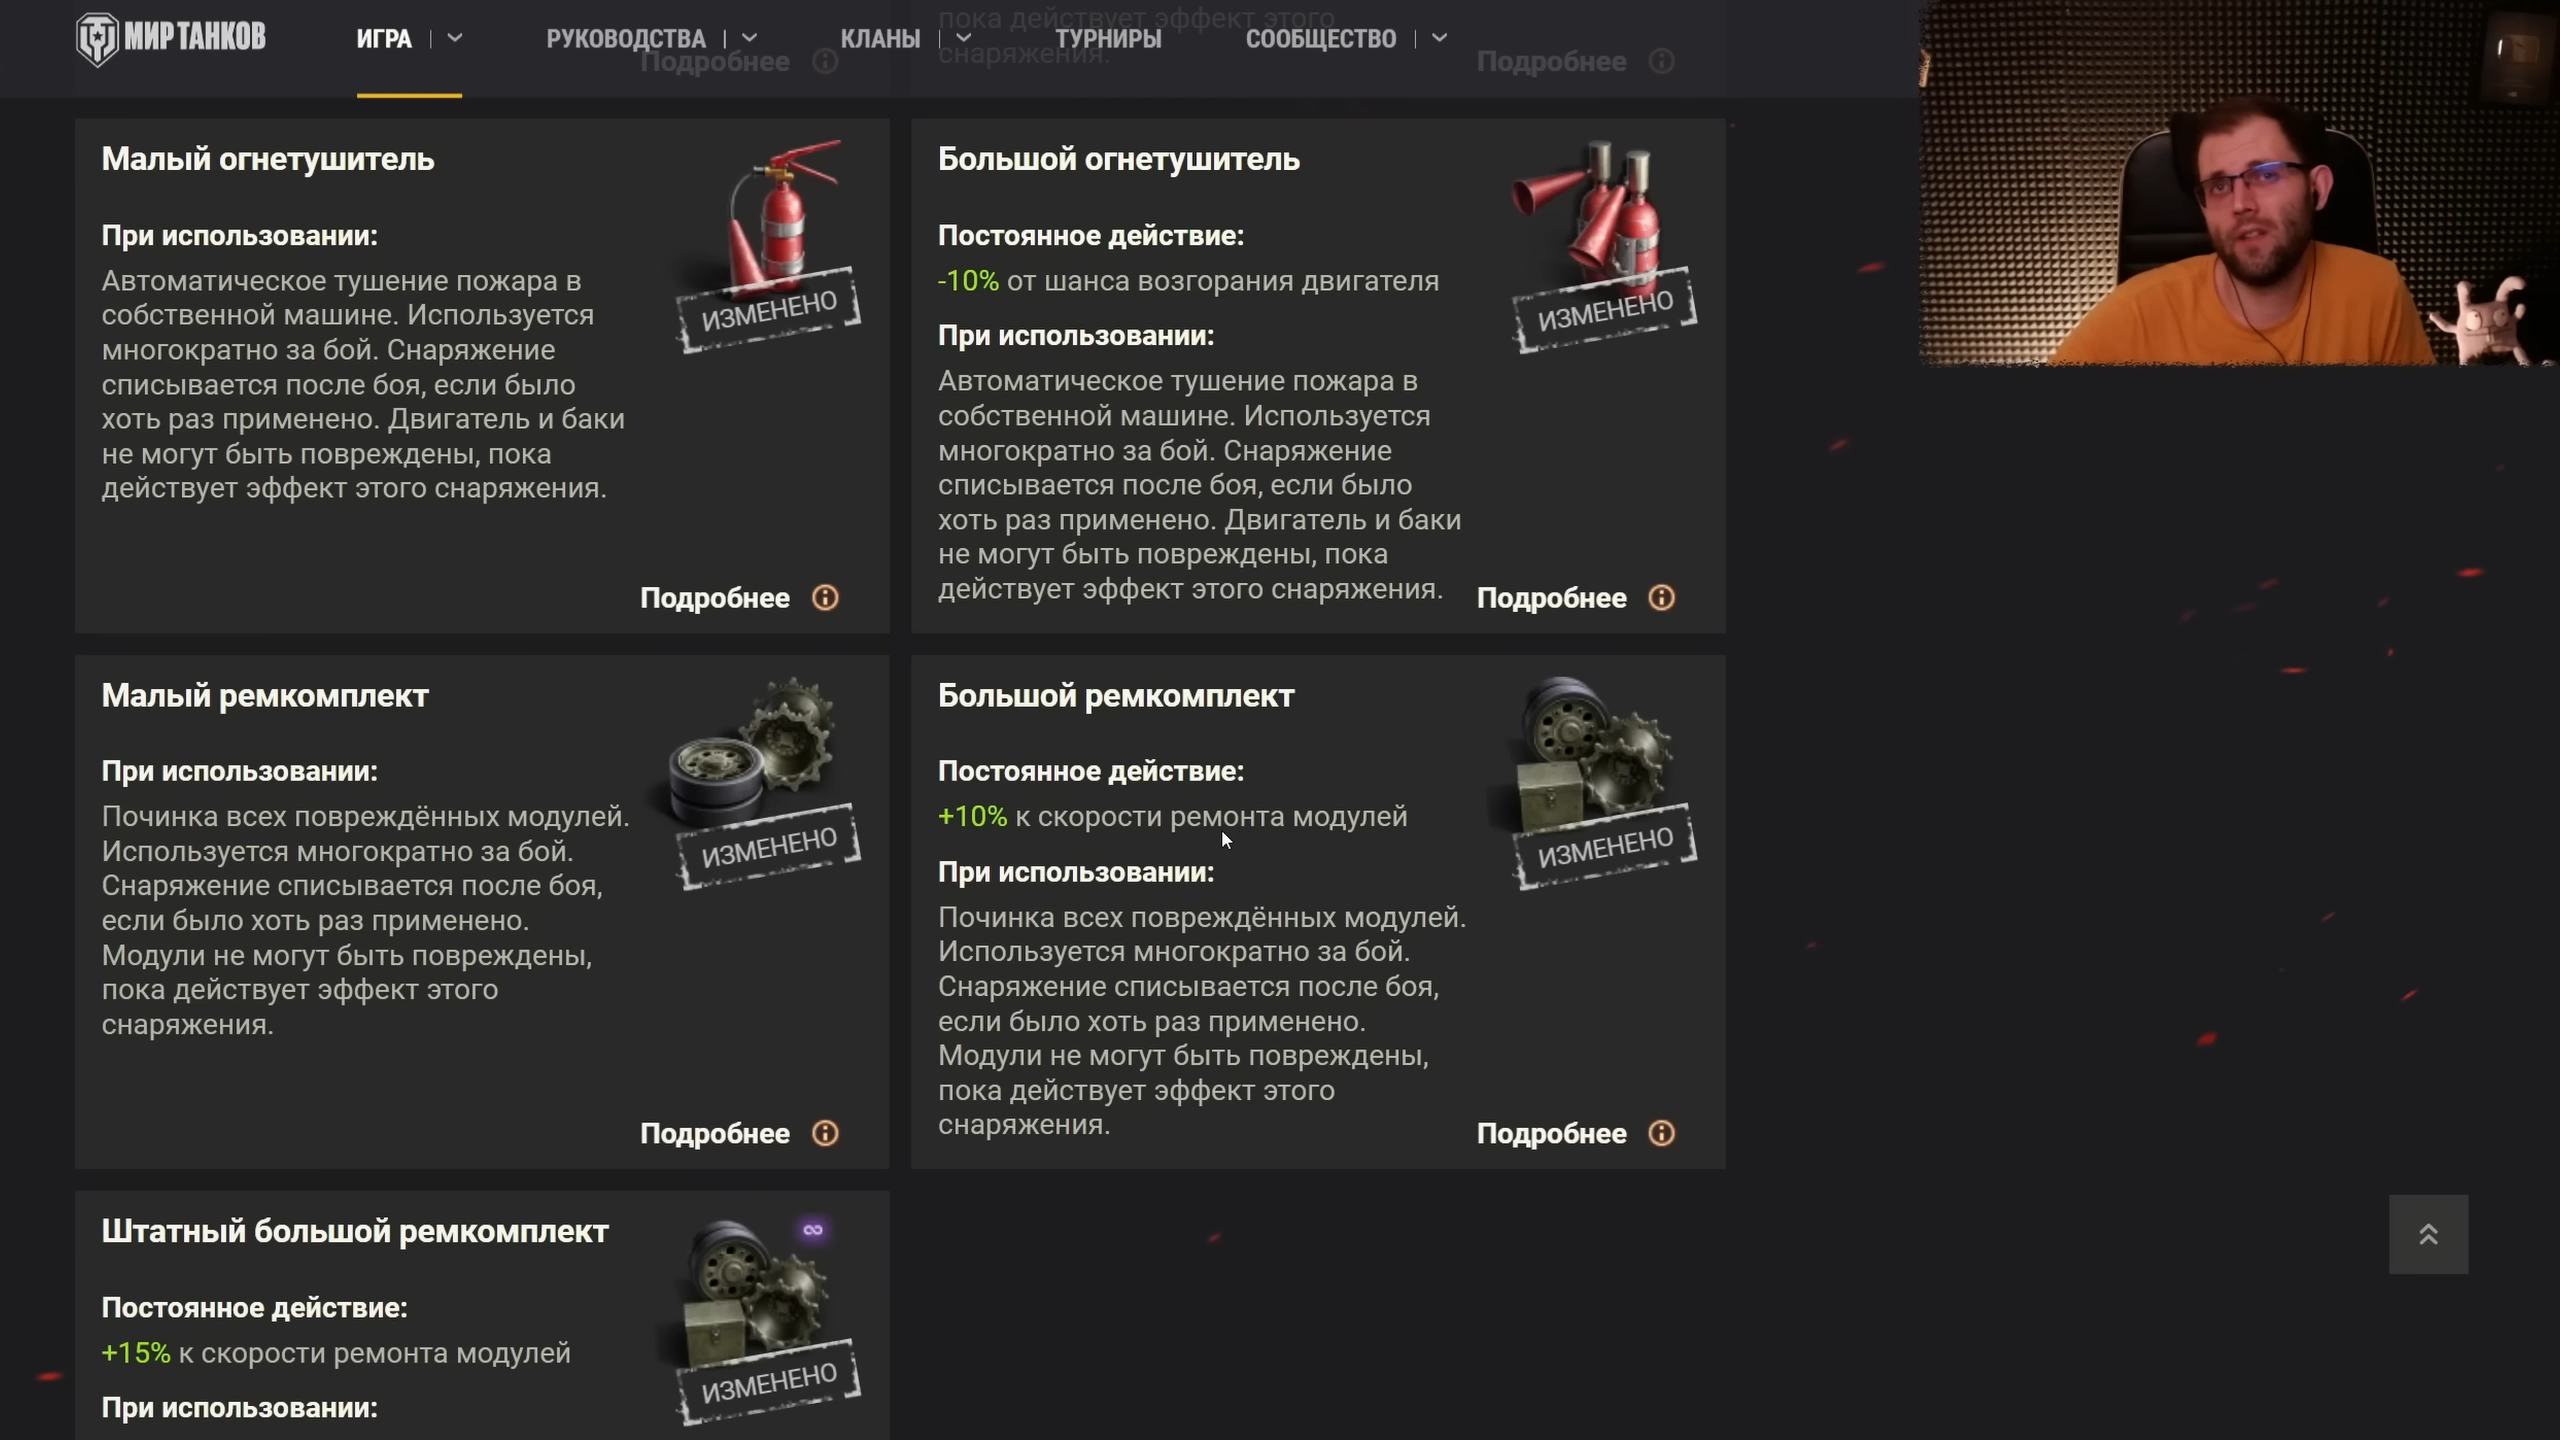 МИР ТАНКОВ
ИГРА
РУКОВОДСТВА
КЛАНЫ
ТУРНИРЫ
СООБЩЕСТВО
пока действует эффект этого
снаряжения.
Подробнее
Подробнее
Малый огнетушитель
При использовании:
Автоматическое тушение пожара в
собственной машине. Используется
многократно за бой. Снаряжение
списывается после боя, если было
хоть раз применено. Двигатель и баки
не могут быть повреждены, пока
действует эффект этого снаряжения.
ИЗМЕНЕНО
Подробнее
Большой огнетушитель
Постоянное действие:
-10% от шанса возгорания двигателя
При использовании:
Автоматическое тушение пожара в
собственной машине. Используется
многократно за бой. Снаряжение
списывается после боя, если было
хоть раз применено. Двигатель и баки
не могут быть повреждены, пока
действует эффект этого снаряжения.
ИЗМЕНЕНО
Подробнее
Малый ремкомплект
При использовании:
Починка всех повреждённых модулей.
Используется многократно за бой.
Снаряжение списывается после боя,
если было хоть раз применено.
Модули не могут быть повреждены,
пока действует эффект этого
снаряжения.
ИЗМЕНЕНО
Подробнее
Большой ремкомплект
Постоянное действие:
+10% к скорости ремонта модулей
При использовании:
Починка всех повреждённых модулей.
Используется многократно за бой.
Снаряжение списывается после боя,
если было хоть раз применено.
Модули не могут быть повреждены,
пока действует эффект этого
снаряжения.
ИЗМЕНЕНО
Подробнее
Штатный большой ремкомплект
Постоянное действие:
+15% к скорости ремонта модулей
При использовании:
ИЗМЕНЕНО